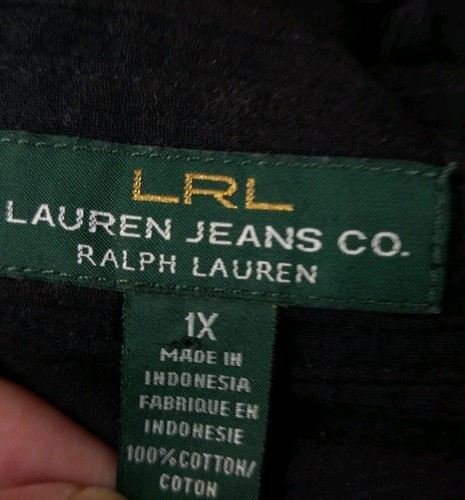 LRL
LAUREN JEANS CO.
RALPH LAUREN
1X
MADE IN
INDONESIA
FABRIQUE EN
INDONESIE
100%COTTON/
COTON